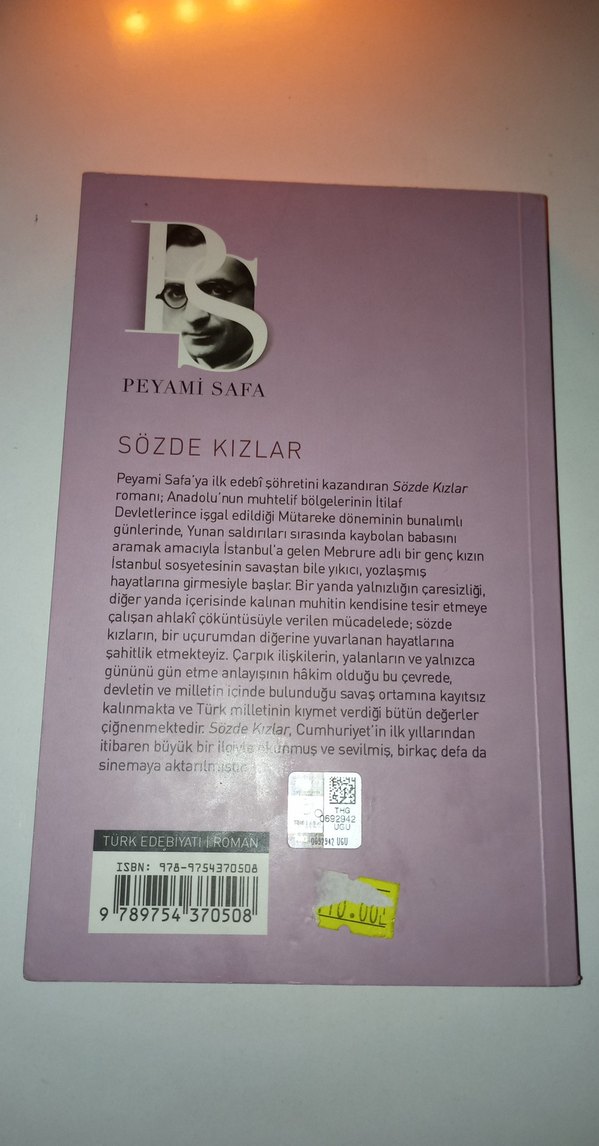 PS
PEYAMİ SAFA
SÖZDE KIZLAR
Peyami Safa'ya ilk edebî şöhretini kazandıran Sözde Kızlar
romanı; Anadolu'nun muhtelif bölgelerinin İtilaf
Devletlerince işgal edildiği Mütareke döneminin bunalımlı
günlerinde, Yunan saldırıları sırasında kaybolan babasını
aramak amacıyla İstanbul'a gelen Mebrure adlı bir genç kızın
İstanbul sosyetesinin savaştan bile yıkıcı, yozlaşmış
hayatlarına girmesiyle başlar. Bir yanda yalnızlığın çaresizliği,
diğer yanda içerisinde kalınan muhitin kendisine tesir etmeye
çalışan ahlakî çöküntüsüyle verilen mücadelede; sözde
kızların, bir uçurumdan diğerine yuvarlanan hayatlarına
şahitlik etmekteyiz. Çarpık ilişkilerin, yalanların ve yalnızca
gününü gün etme anlayışının hâkim olduğu bu çevrede,
devletin ve milletin içinde bulunduğu savaş ortamına kayıtsız
kalınmakta ve Türk milletinin kıymet verdiği bütün değerler
çiğnenmektedir. Sözde Kızlar, Cumhuriyet'in ilk yıllarından
itibaren büyük bir ilgiyle okunmuş ve sevilmiş, birkaç defa da
sinemaya aktarılmıştır.
THG
0692942
UGU
0692942 UGU
TÜRK EDEBİYATI | ROMAN
ISBN: 978-9754370508
9 789754 370508